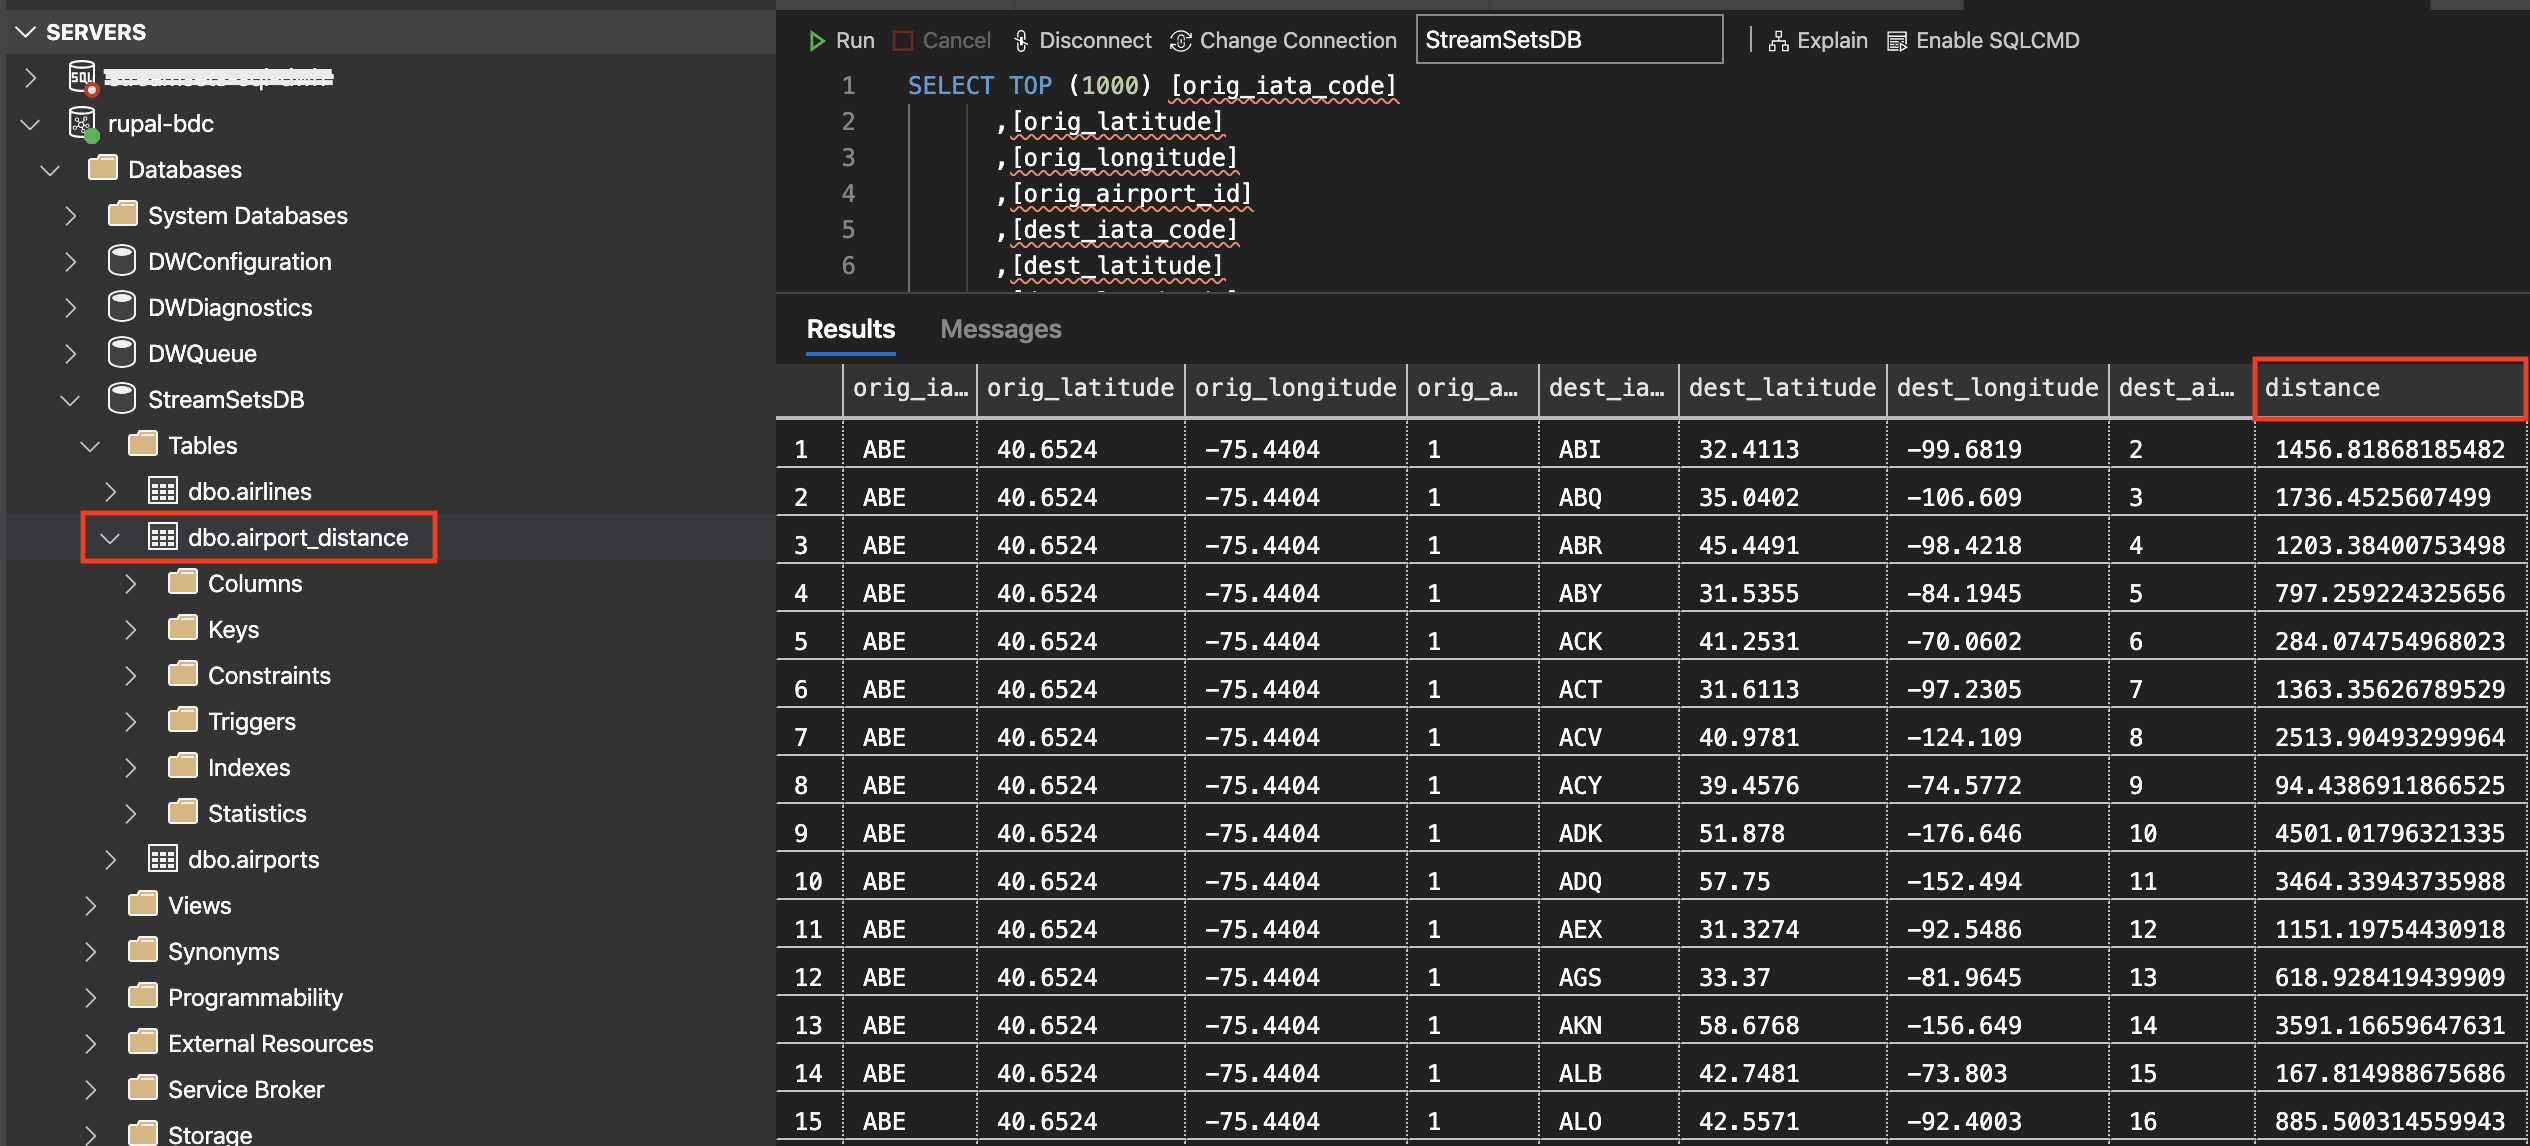 SERVERS
rupal-bdc
Databases
System Databases
DWConfiguration
DWDiagnostics
DWQueue
StreamSetsDB
Tables
dbo.airlines
dbo.airport_distance
Columns
Keys
Constraints
Triggers
Indexes
Statistics
dbo.airports
Views
Synonyms
Programmability
External Resources
Service Broker
Storage
Run Cancel Disconnect Change Connection StreamSetsDB Explain Enable SQLCMD
1 SELECT TOP (1000) [orig_iata_code]
2 ,[orig_latitude]
3 ,[orig_longitude]
4 ,[orig_airport_id]
5 ,[dest_iata_code]
6 ,[dest_latitude]
Results Messages
orig_ia… orig_latitude orig_longitude orig_a… dest_ia… dest_latitude dest_longitude dest_ai… distance
1 ABE 40.6524 -75.4404 1 ABI 32.4113 -99.6819 2 1456.81868185482
2 ABE 40.6524 -75.4404 1 ABQ 35.0402 -106.609 3 1736.4525607499
3 ABE 40.6524 -75.4404 1 ABR 45.4491 -98.4218 4 1203.38400753498
4 ABE 40.6524 -75.4404 1 ABY 31.5355 -84.1945 5 797.259224325656
5 ABE 40.6524 -75.4404 1 ACK 41.2531 -70.0602 6 284.074754968023
6 ABE 40.6524 -75.4404 1 ACT 31.6113 -97.2305 7 1363.35626789529
7 ABE 40.6524 -75.4404 1 ACV 40.9781 -124.109 8 2513.90493299964
8 ABE 40.6524 -75.4404 1 ACY 39.4576 -74.5772 9 94.4386911866525
9 ABE 40.6524 -75.4404 1 ADK 51.878 -176.646 10 4501.01796321335
10 ABE 40.6524 -75.4404 1 ADQ 57.75 -152.494 11 3464.33943735988
11 ABE 40.6524 -75.4404 1 AEX 31.3274 -92.5486 12 1151.19754430918
12 ABE 40.6524 -75.4404 1 AGS 33.37 -81.9645 13 618.928419439909
13 ABE 40.6524 -75.4404 1 AKN 58.6768 -156.649 14 3591.16659647631
14 ABE 40.6524 -75.4404 1 ALB 42.7481 -73.803 15 167.814988675686
15 ABE 40.6524 -75.4404 1 ALO 42.5571 -92.4003 16 885.500314559943